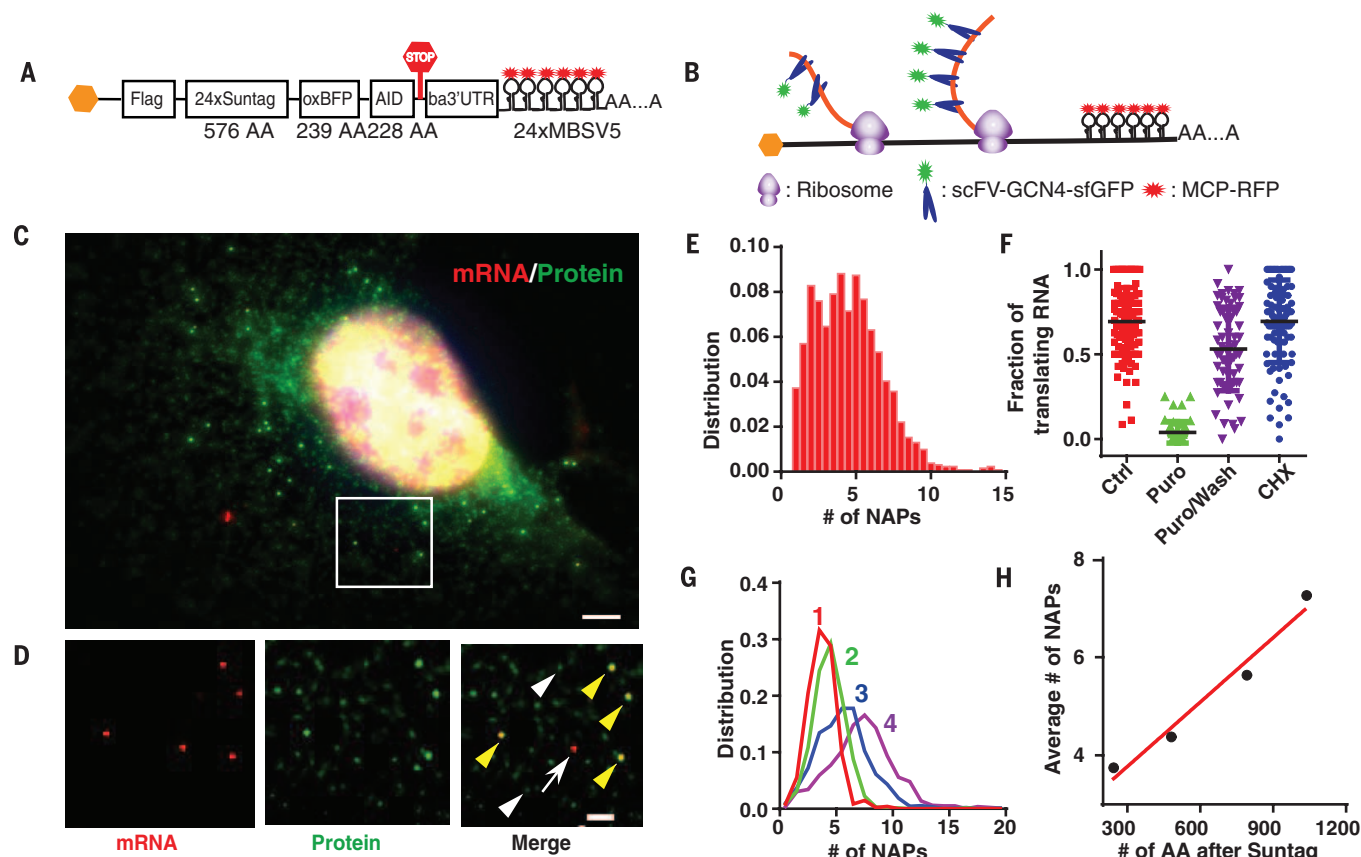 A
STOP
Flag
24xSuntag
oxBFP
AID
ba3'UTR
AA...A
576 AA
239 AA
228 AA
24xMBSV5
B
AA...A
: Ribosome
: scFV-GCN4-sfGFP
: MCP-RFP
C
mRNA/Protein
D
mRNA
Protein
Merge
E
Distribution
0.10
0.08
0.06
0.04
0.02
0.00
0
5
10
15
# of NAPs
F
Fraction of
translating RNA
1.0
0.5
0.0
Ctrl
Puro
Puro/Wash
CHX
G
Distribution
0.4
0.3
0.2
0.1
0.0
1
2
3
4
0
5
10
15
20
# of NAPs
H
Average # of NAPs
8
6
4
300
600
900
1200
# of AA after Suntag